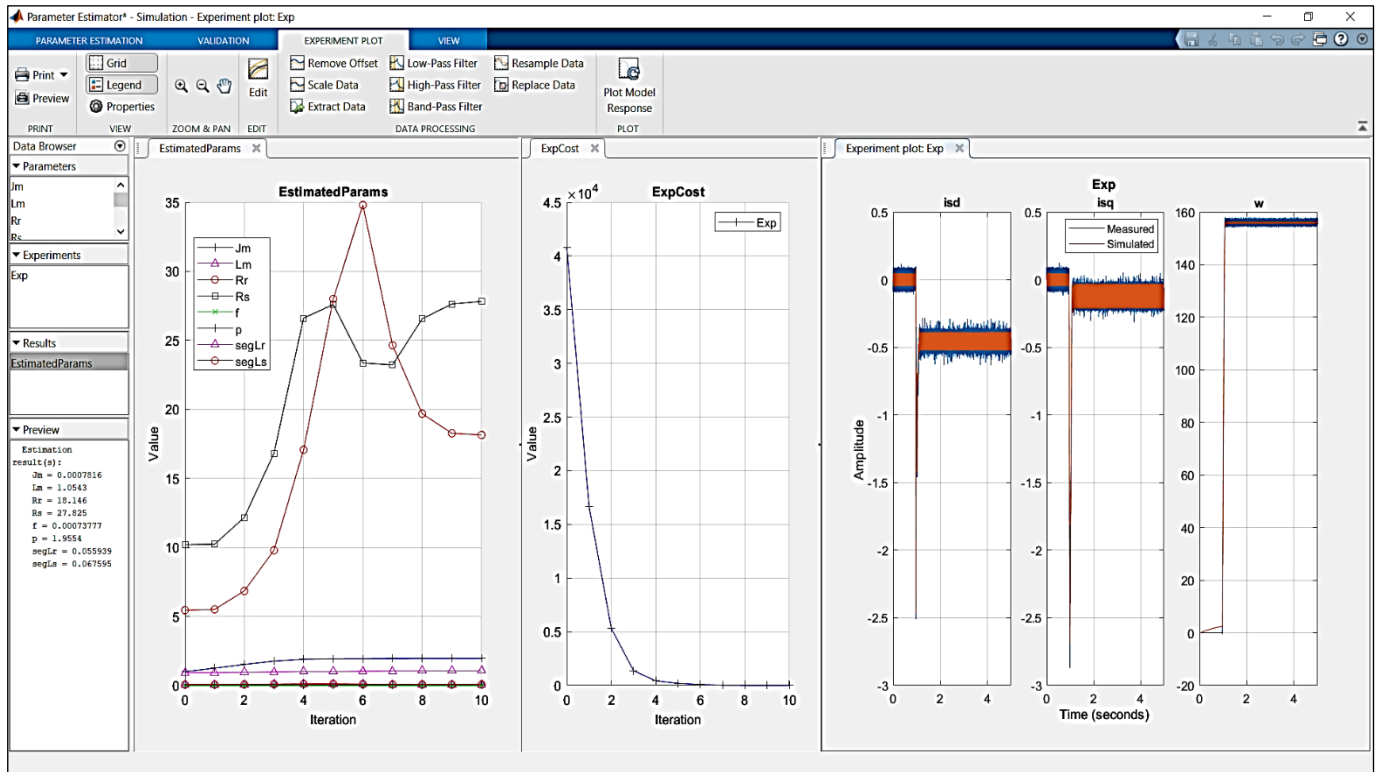 Parameter Estimator* - Simulation - Experiment plot: Exp
PARAMETER ESTIMATION VALIDATION EXPERIMENT PLOT VIEW
Print
Preview
PRINT
Grid
Legend
Properties
VIEW
ZOOM & PAN
Edit
EDIT
Remove Offset Low-Pass Filter Resample Data
Scale Data High-Pass Filter Replace Data
Extract Data Band-Pass Filter
DATA PROCESSING
Plot Model
Response
PLOT
Data Browser
Parameters
Jm
Lm
Rr
Rs
Experiments
Exp
Results
EstimatedParams
Preview
Estimation
result(s):
Jm = 0.0007816
Lm = 1.0543
Rr = 18.146
Rs = 27.825
f = 0.00073777
p = 1.9554
segLr = 0.055939
segLs = 0.067595
EstimatedParams
EstimatedParams
35
30
25
20
15
10
5
0
Value
Jm
Lm
Rr
Rs
f
p
segLr
segLs
0 2 4 6 8 10
Iteration
ExpCost
×10⁴
ExpCost
4.5
4
3.5
3
2.5
2
1.5
1
0.5
0
Value
Exp
0 2 4 6 8 10
Iteration
Experiment plot: Exp
Exp
isd
0.5
0
-0.5
-1
-1.5
-2
-2.5
-3
Amplitude
0 2 4
isq
Measured
Simulated
0.5
0
-0.5
-1
-1.5
-2
-2.5
-3
0 2 4
w
160
140
120
100
80
60
40
20
0
-20
0 2 4
Time (seconds)